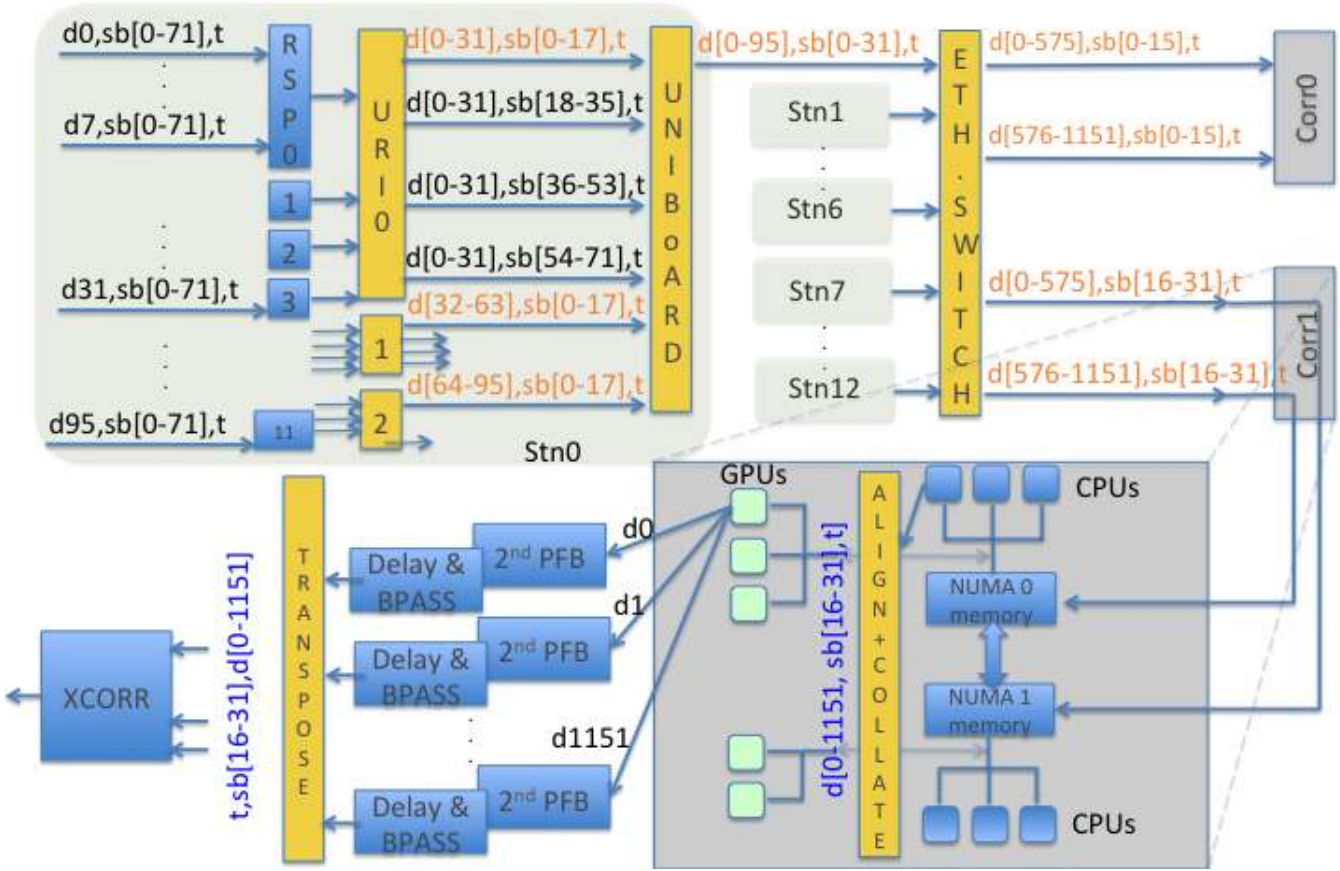 d0,sb[0-71],t
d7,sb[0-71],t
d31,sb[0-71],t
d95,sb[0-71],t
RSP0
1
2
3
11
URI0
1
2
d[0-31],sb[0-17],t
d[0-31],sb[18-35],t
d[0-31],sb[36-53],t
d[0-31],sb[54-71],t
d[32-63],sb[0-17],t
d[64-95],sb[0-17],t
Stn0
UNIBoARD
d[0-95],sb[0-31],t
Stn1
Stn6
Stn7
Stn12
ETH.SWITCH
d[0-575],sb[0-15],t
d[576-1151],sb[0-15],t
d[0-575],sb[16-31],t
d[576-1151],sb[16-31],t
Corr0
Corr1
GPUs
ALIGN+COLLATE
d[0-1151, sb[16-31],t]
CPUs
NUMA 0
memory
NUMA 1
memory
CPUs
d0
d1
d1151
2nd PFB
Delay &
BPASS
2nd PFB
Delay &
BPASS
2nd PFB
Delay &
BPASS
TRANSPOSE
t,sb[16-31],d[0-1151]
XCORR